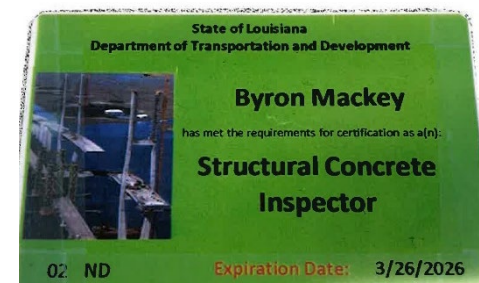 State of Louisiana
Department of Transportation and Development
Byron Mackey
has met the requirements for certification as a(n):
Structural Concrete
Inspector
02 ND
Expiration Date: 3/26/2026